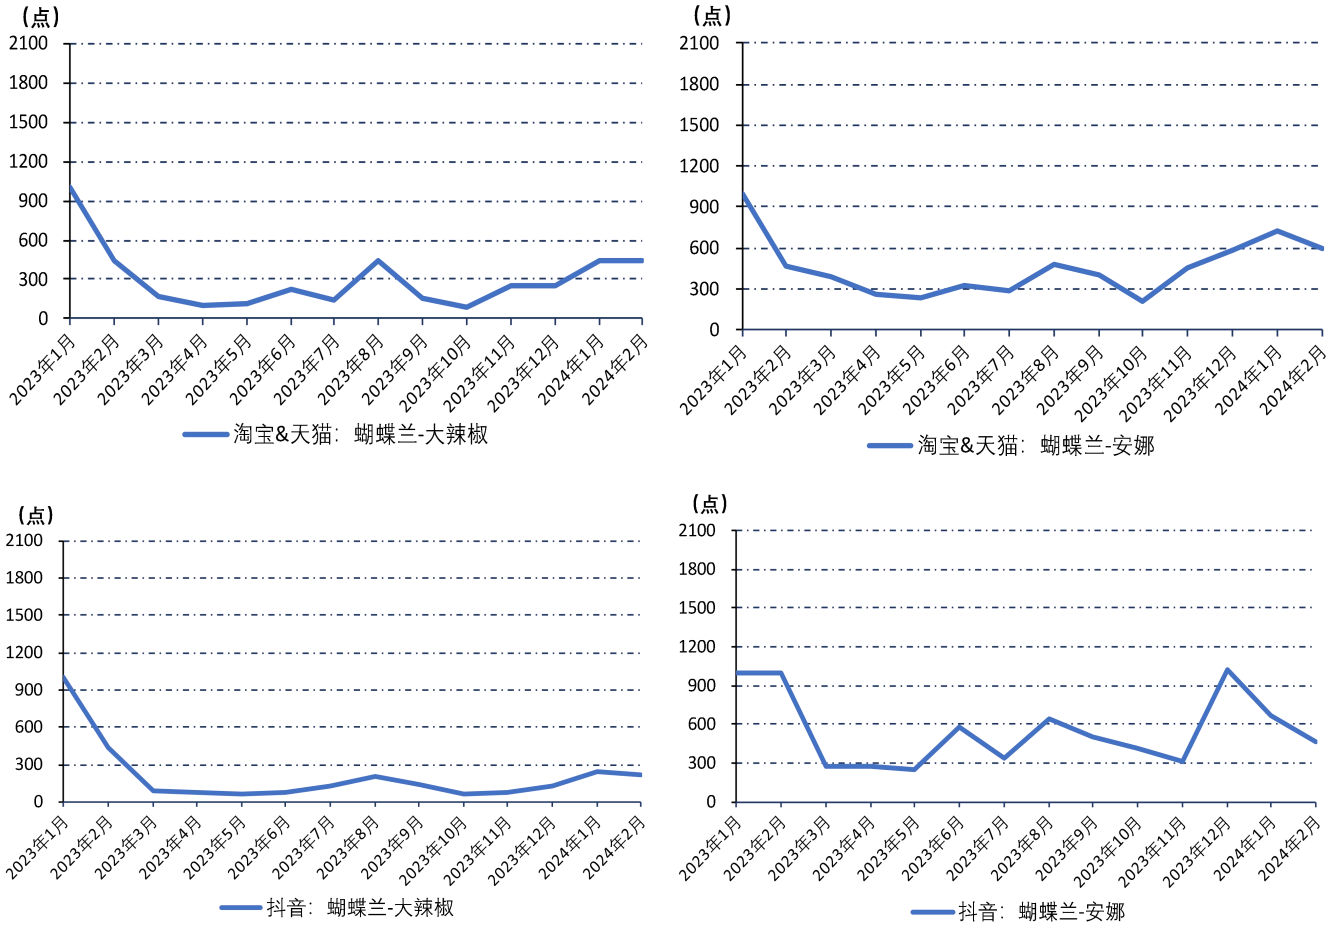 (点)
2100
1800
1500
1200
900
600
300
0
2023年1月
2023年2月
2023年3月
2023年4月
2023年5月
2023年6月
2023年7月
2023年8月
2023年9月
2023年10月
2023年11月
2023年12月
2024年1月
2024年2月
淘宝&天猫：蝴蝶兰-大辣椒
(点)
2100
1800
1500
1200
900
600
300
0
2023年1月
2023年2月
2023年3月
2023年4月
2023年5月
2023年6月
2023年7月
2023年8月
2023年9月
2023年10月
2023年11月
2023年12月
2024年1月
2024年2月
淘宝&天猫：蝴蝶兰-安娜
(点)
2100
1800
1500
1200
900
600
300
0
2023年1月
2023年2月
2023年3月
2023年4月
2023年5月
2023年6月
2023年7月
2023年8月
2023年9月
2023年10月
2023年11月
2023年12月
2024年1月
2024年2月
抖音：蝴蝶兰-大辣椒
(点)
2100
1800
1500
1200
900
600
300
0
2023年1月
2023年2月
2023年3月
2023年4月
2023年5月
2023年6月
2023年7月
2023年8月
2023年9月
2023年10月
2023年11月
2023年12月
2024年1月
2024年2月
抖音：蝴蝶兰-安娜